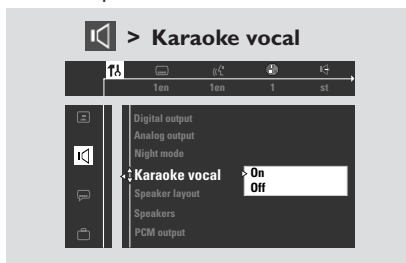 > Karaoke vocal
1en 1en 1 st
Digital output
Analog output
Night mode
Karaoke vocal
On
Off
Speaker layout
Speakers
PCM output